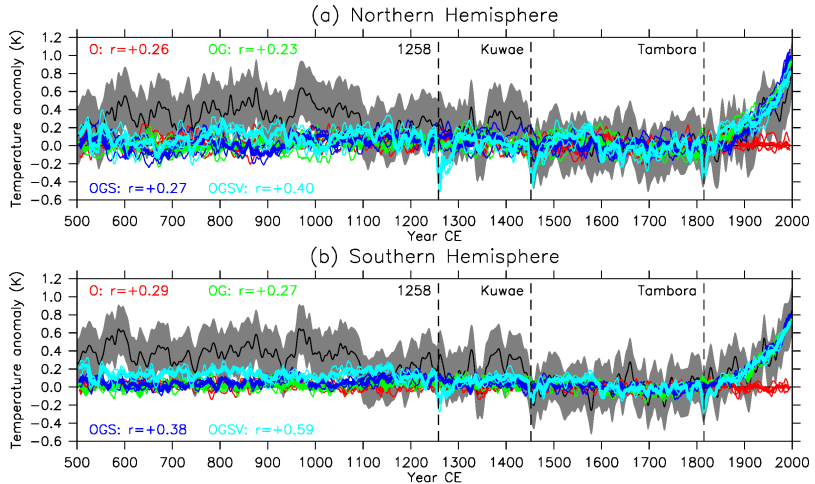 (a) Northern Hemisphere
Temperature anomaly (K)
1.2
1.0
0.8
0.6
0.4
0.2
0.0
−0.2
−0.4
−0.6
O: r=+0.26 OG: r=+0.23 1258 Kuwae Tambora
OGS: r=+0.27 OGSV: r=+0.40
500 600 700 800 900 1000 1100 1200 1300 1400 1500 1600 1700 1800 1900 2000
Year CE
(b) Southern Hemisphere
Temperature anomaly (K)
1.2
1.0
0.8
0.6
0.4
0.2
0.0
−0.2
−0.4
−0.6
O: r=+0.29 OG: r=+0.27 1258 Kuwae Tambora
OGS: r=+0.38 OGSV: r=+0.59
500 600 700 800 900 1000 1100 1200 1300 1400 1500 1600 1700 1800 1900 2000
Year CE